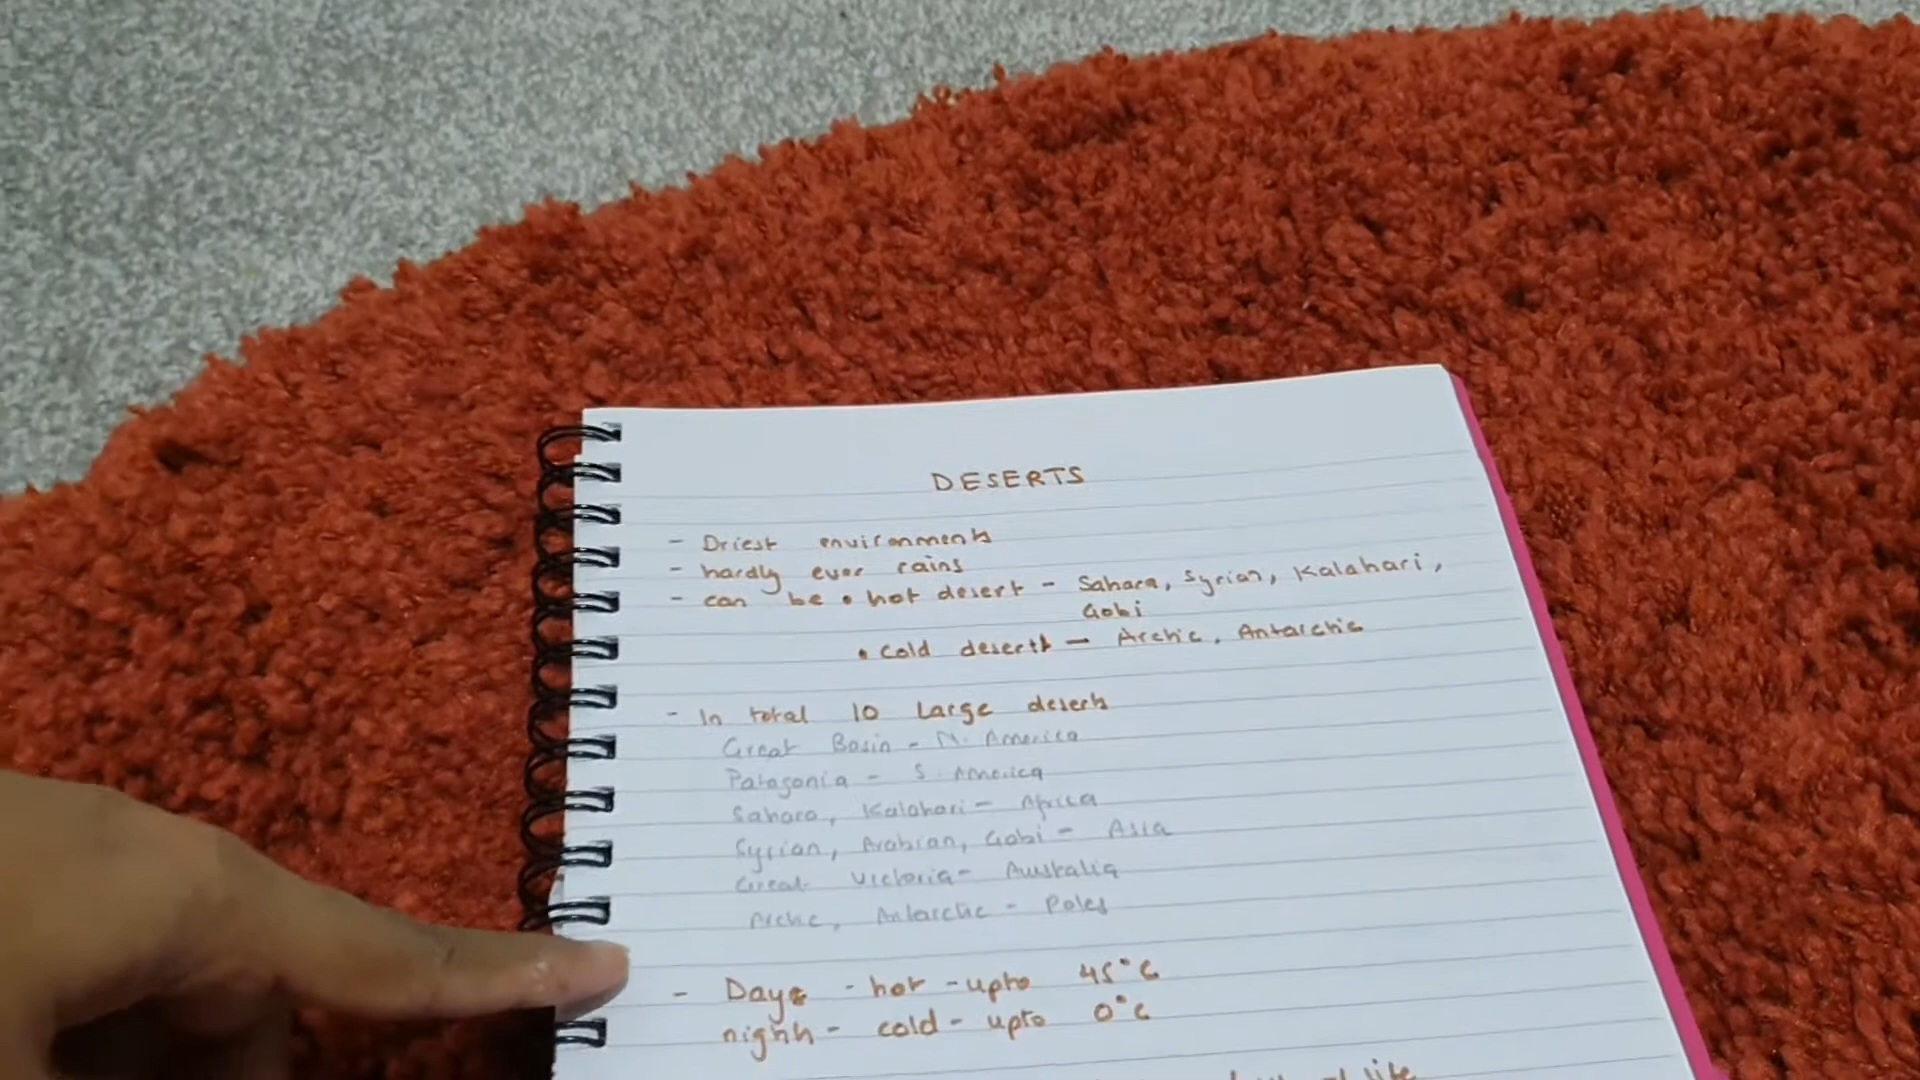 DESERTS
- Driest environments
- hardly ever rains
- can be • hot desert - Sahara, Syrian, Kalahari,
Gobi
• Cold deserts - Arctic, Antarctic
- In total 10 Large deserts
Great Basin - N. America
Patagonia - S. America
Sahara, Kalahari - Africa
Syrian, Arabian, Gobi - Asia
Great Victoria - Australia
Arctic, Antarctic - Poles
- Days - hot - upto 45°C
nights - cold - upto 0°C